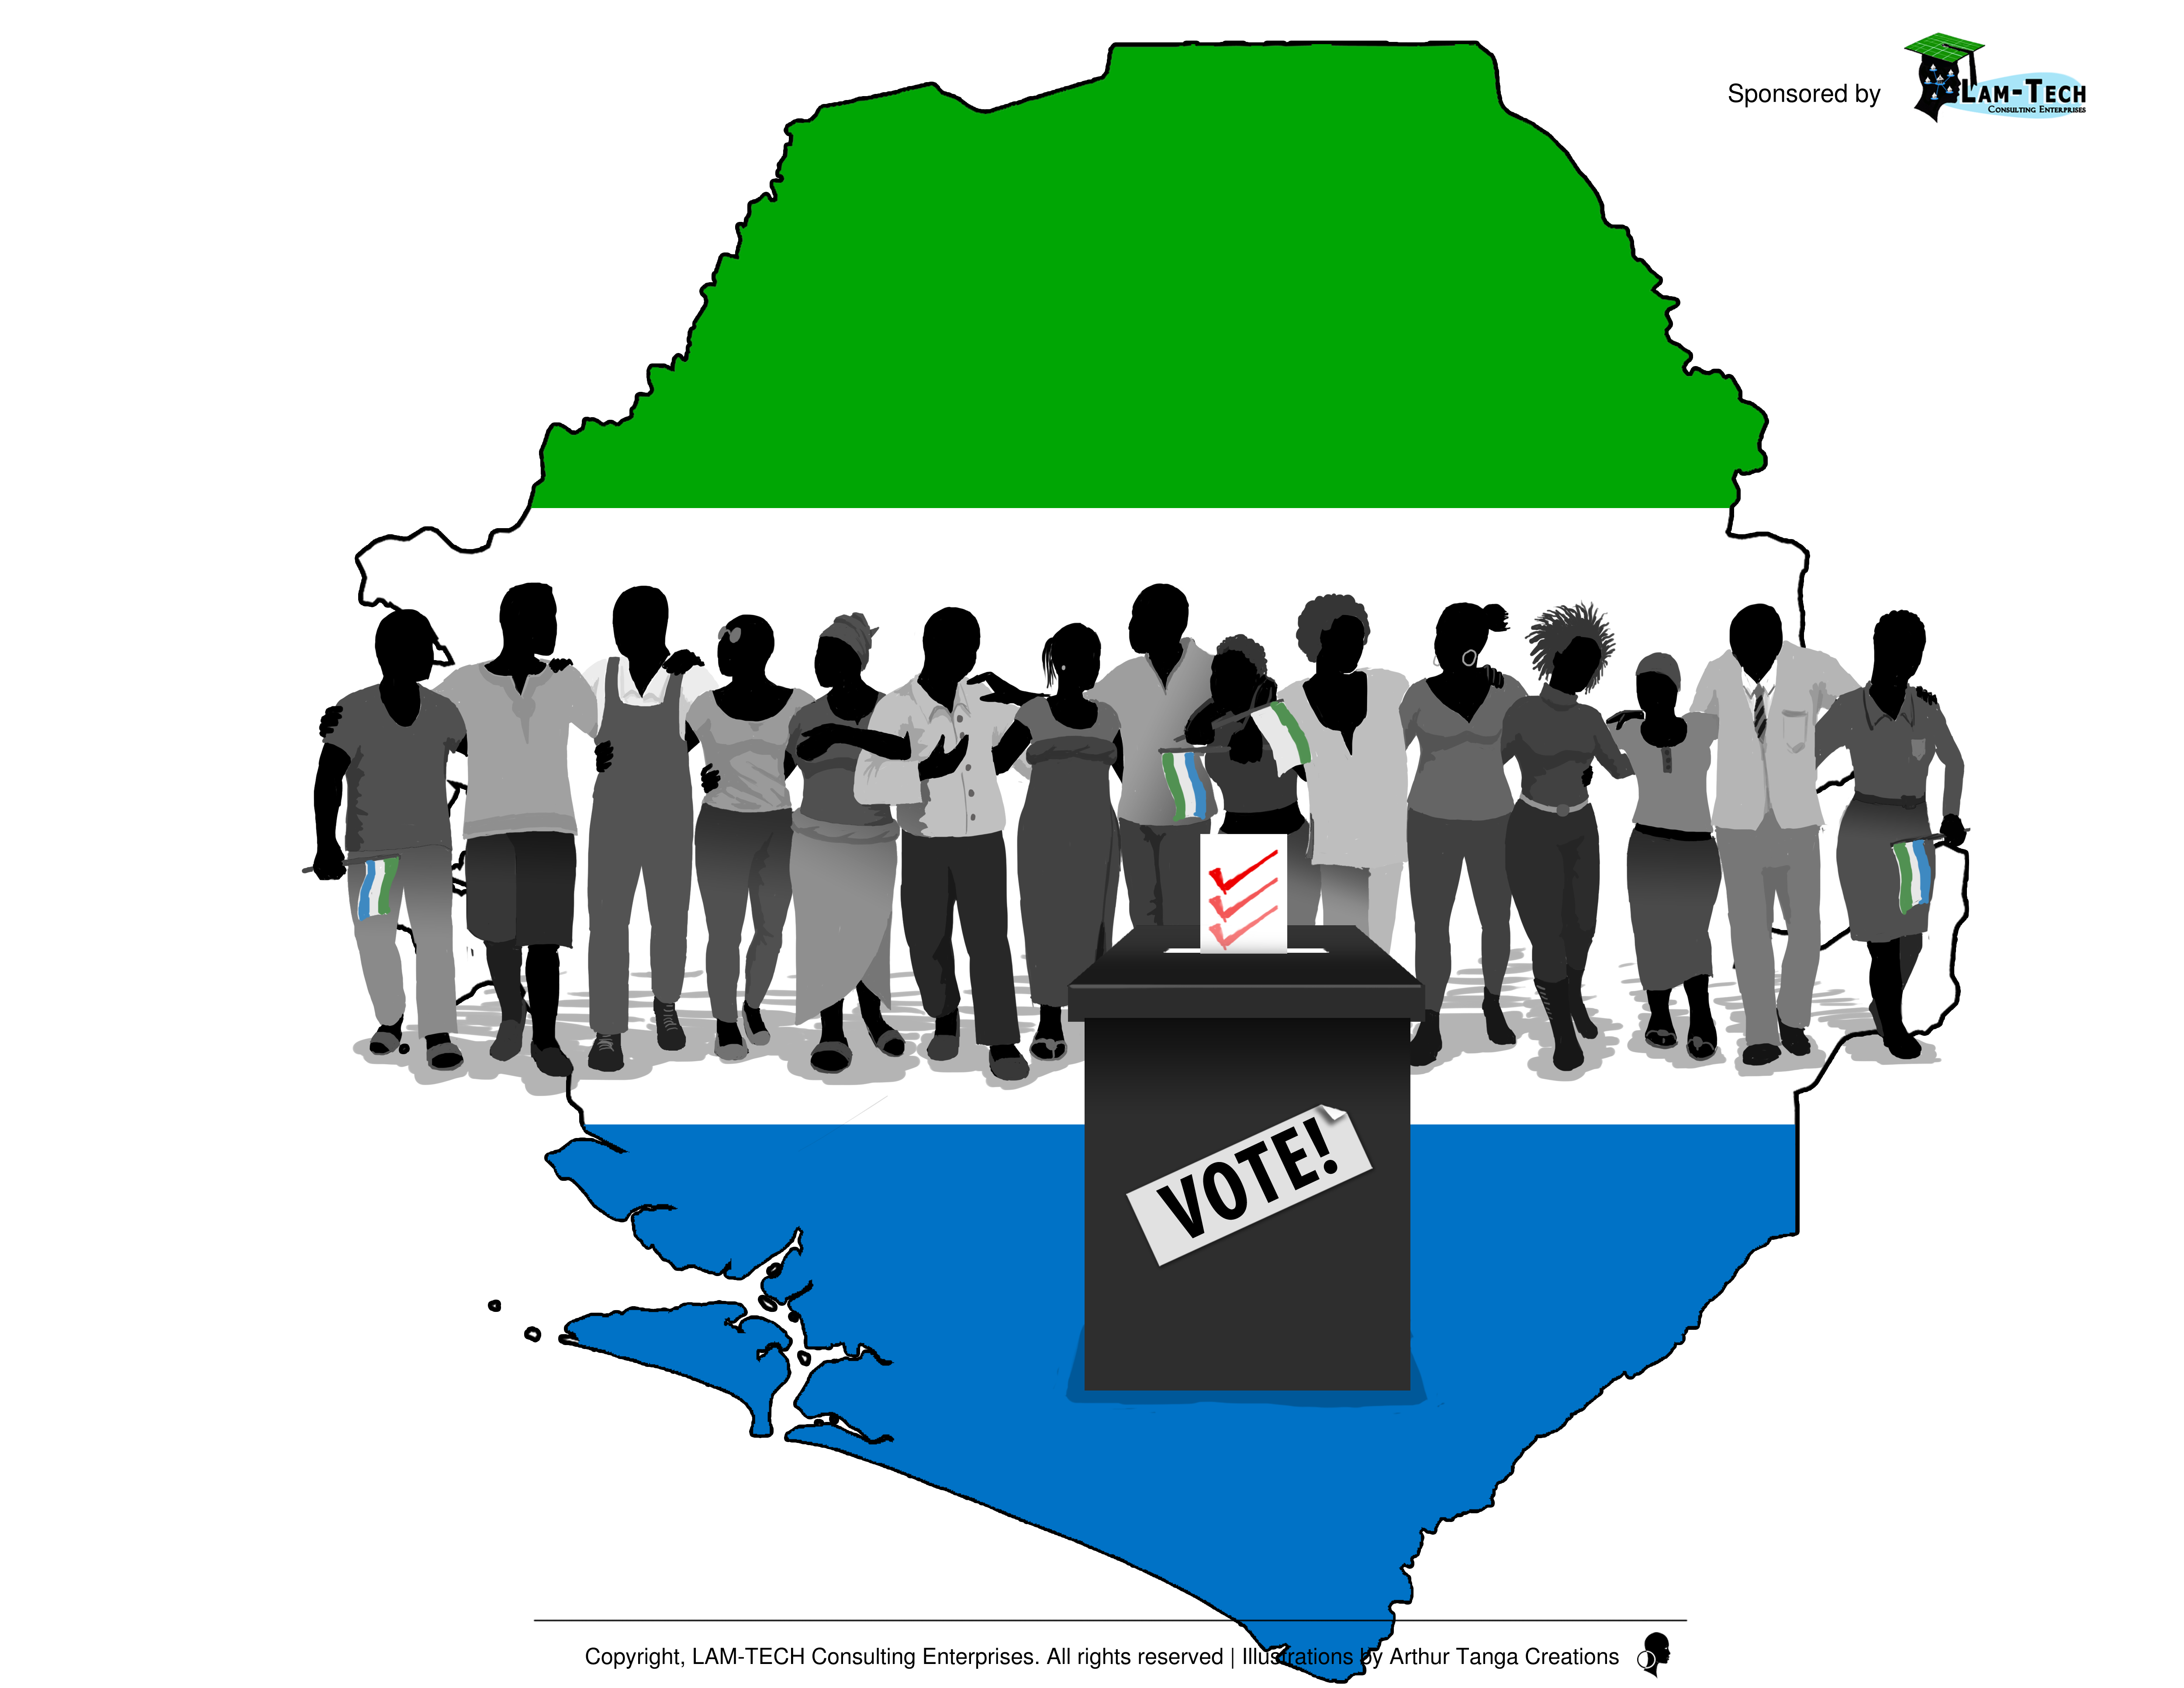 Sponsored by
LAM-TECH
CONSULTING ENTERPRISES
VOTE!
Copyright, LAM-TECH Consulting Enterprises. All rights reserved | Illustrations by Arthur Tanga Creations